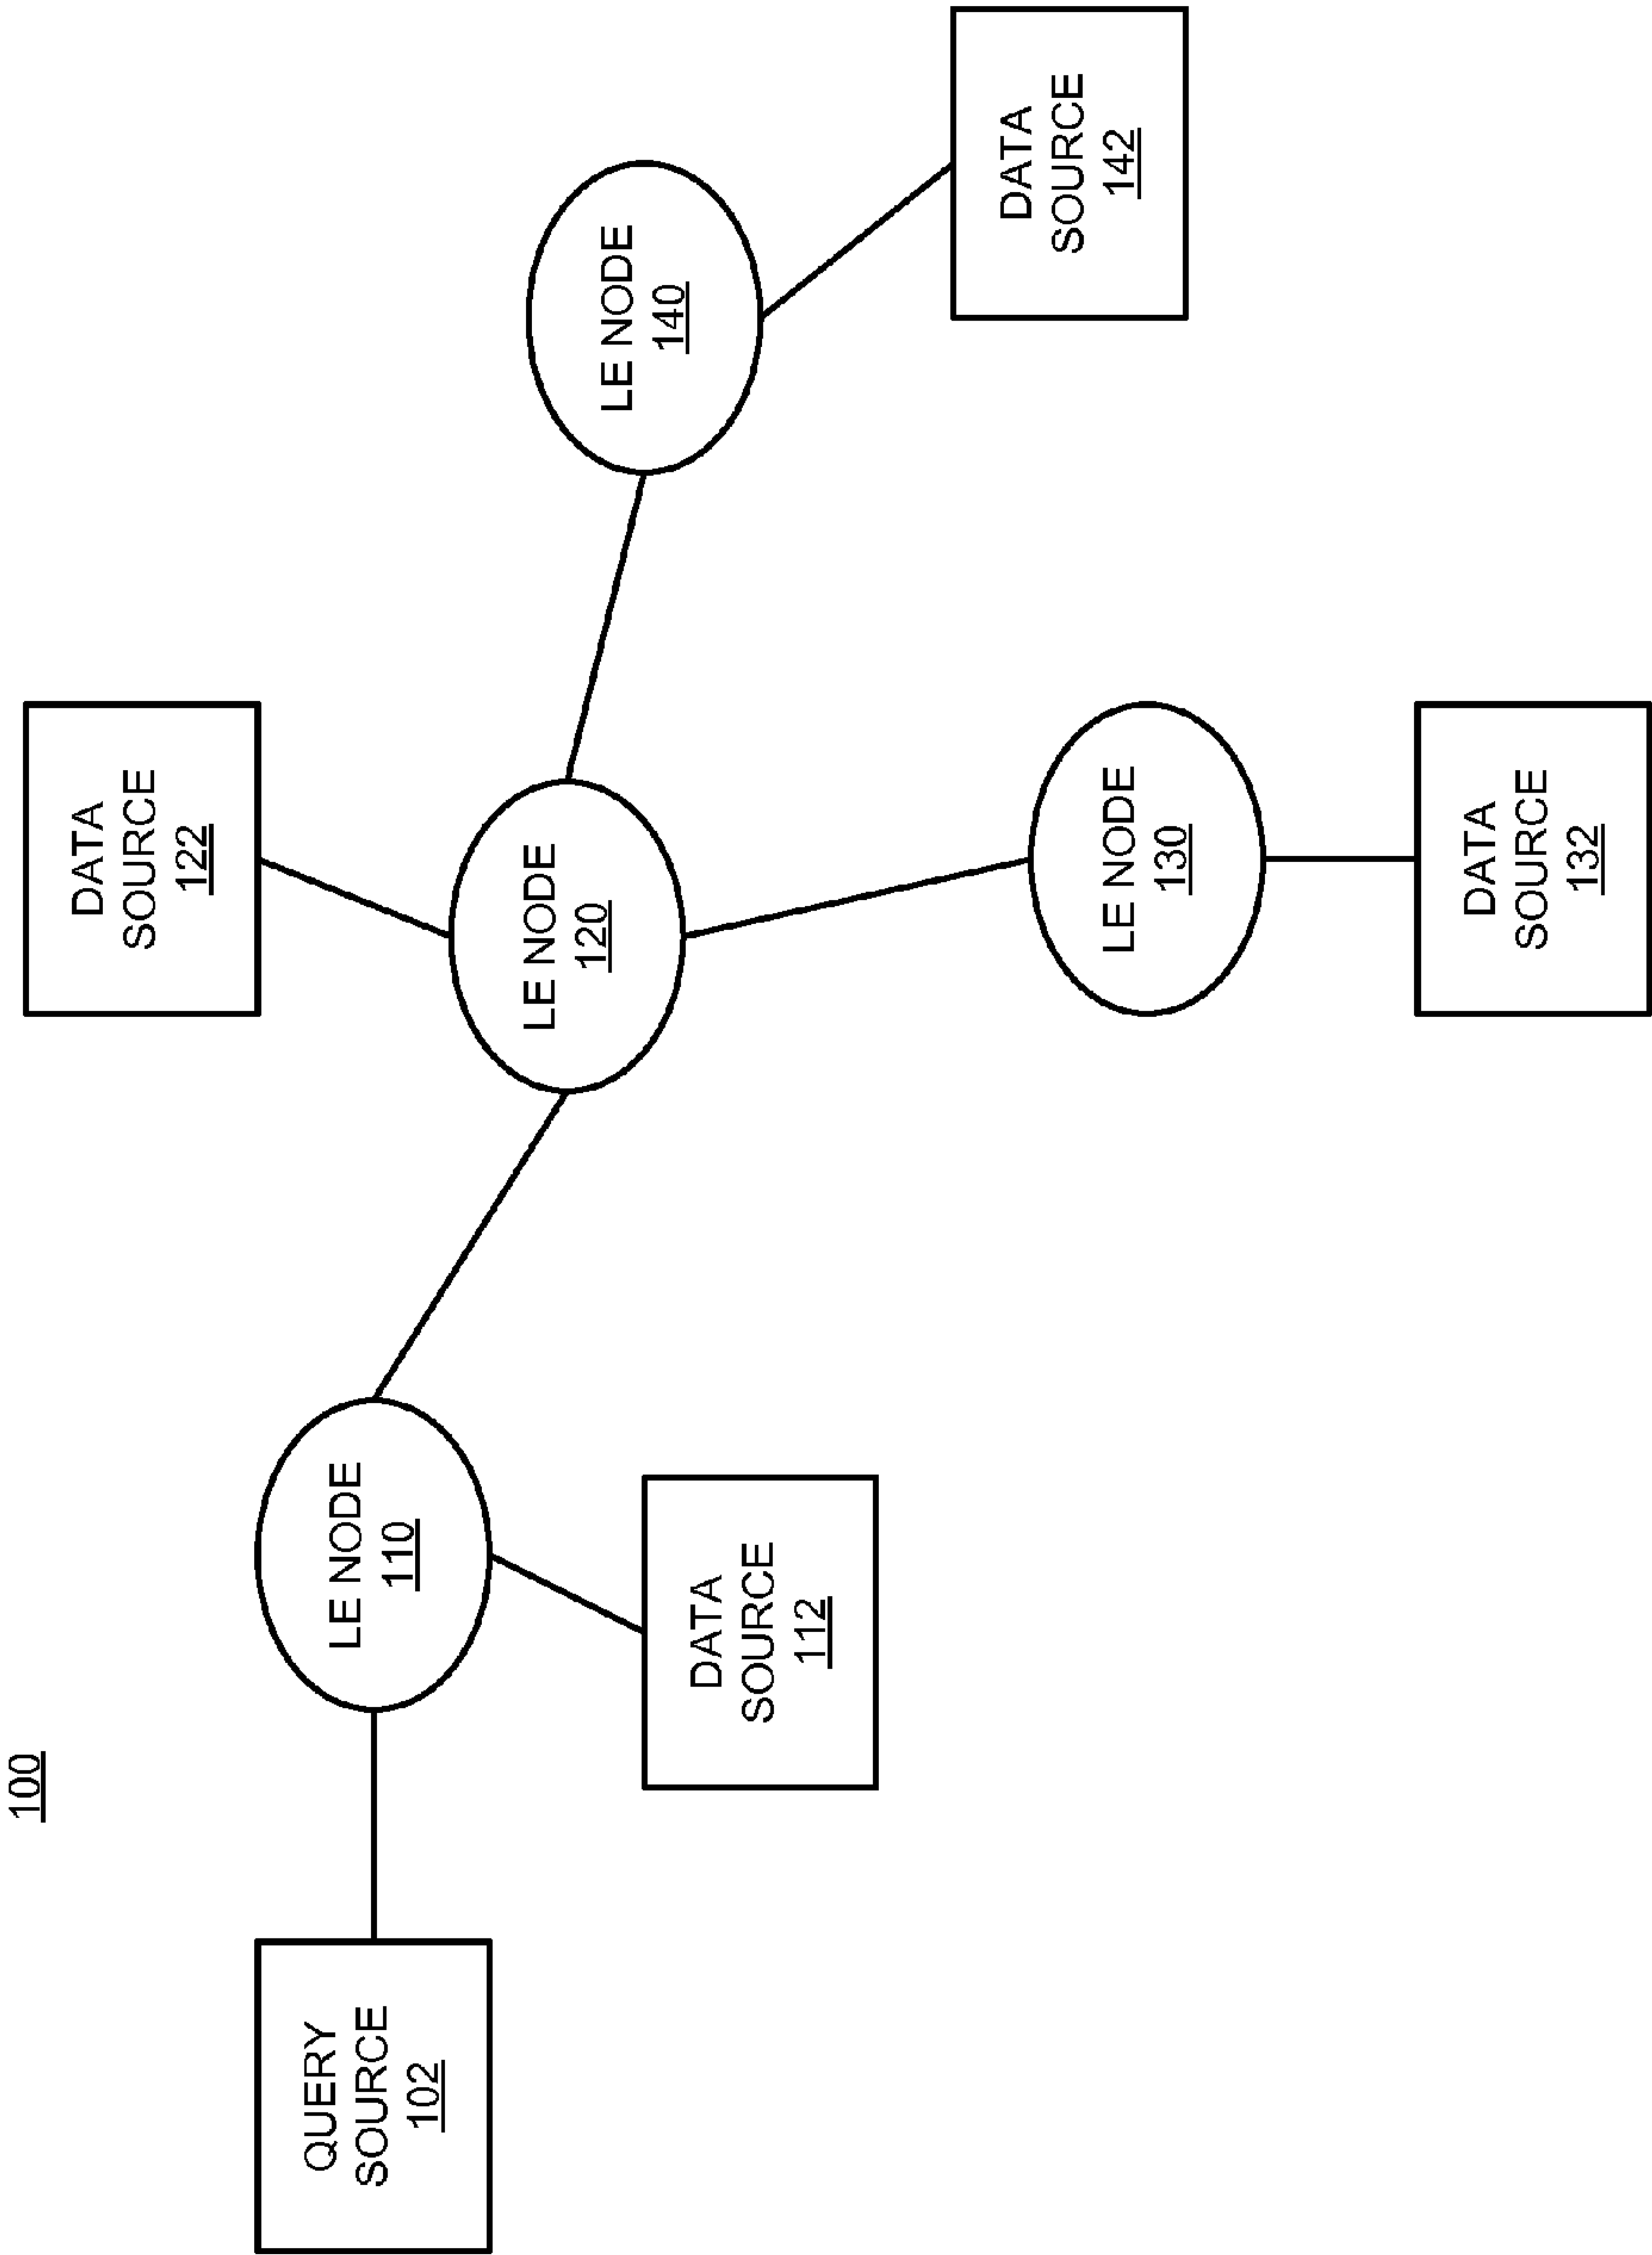 100
QUERY
SOURCE
102
LE NODE
110
DATA
SOURCE
112
DATA
SOURCE
122
LE NODE
120
LE NODE
130
DATA
SOURCE
132
LE NODE
140
DATA
SOURCE
142